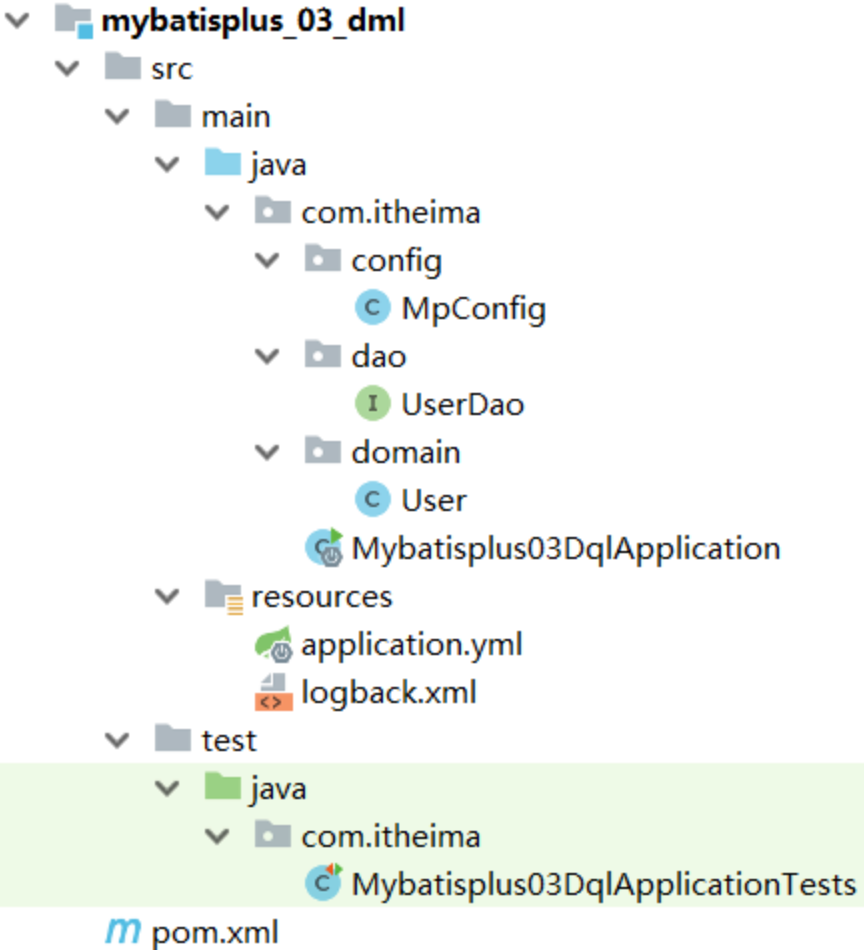 mybatisplus_03_dml
src
main
java
com.itheima
config
C MpConfig
dao
I UserDao
domain
C User
C Mybatisplus03DqlApplication
resources
application.yml
<> logback.xml
test
java
com.itheima
C Mybatisplus03DqlApplicationTests
m pom.xml